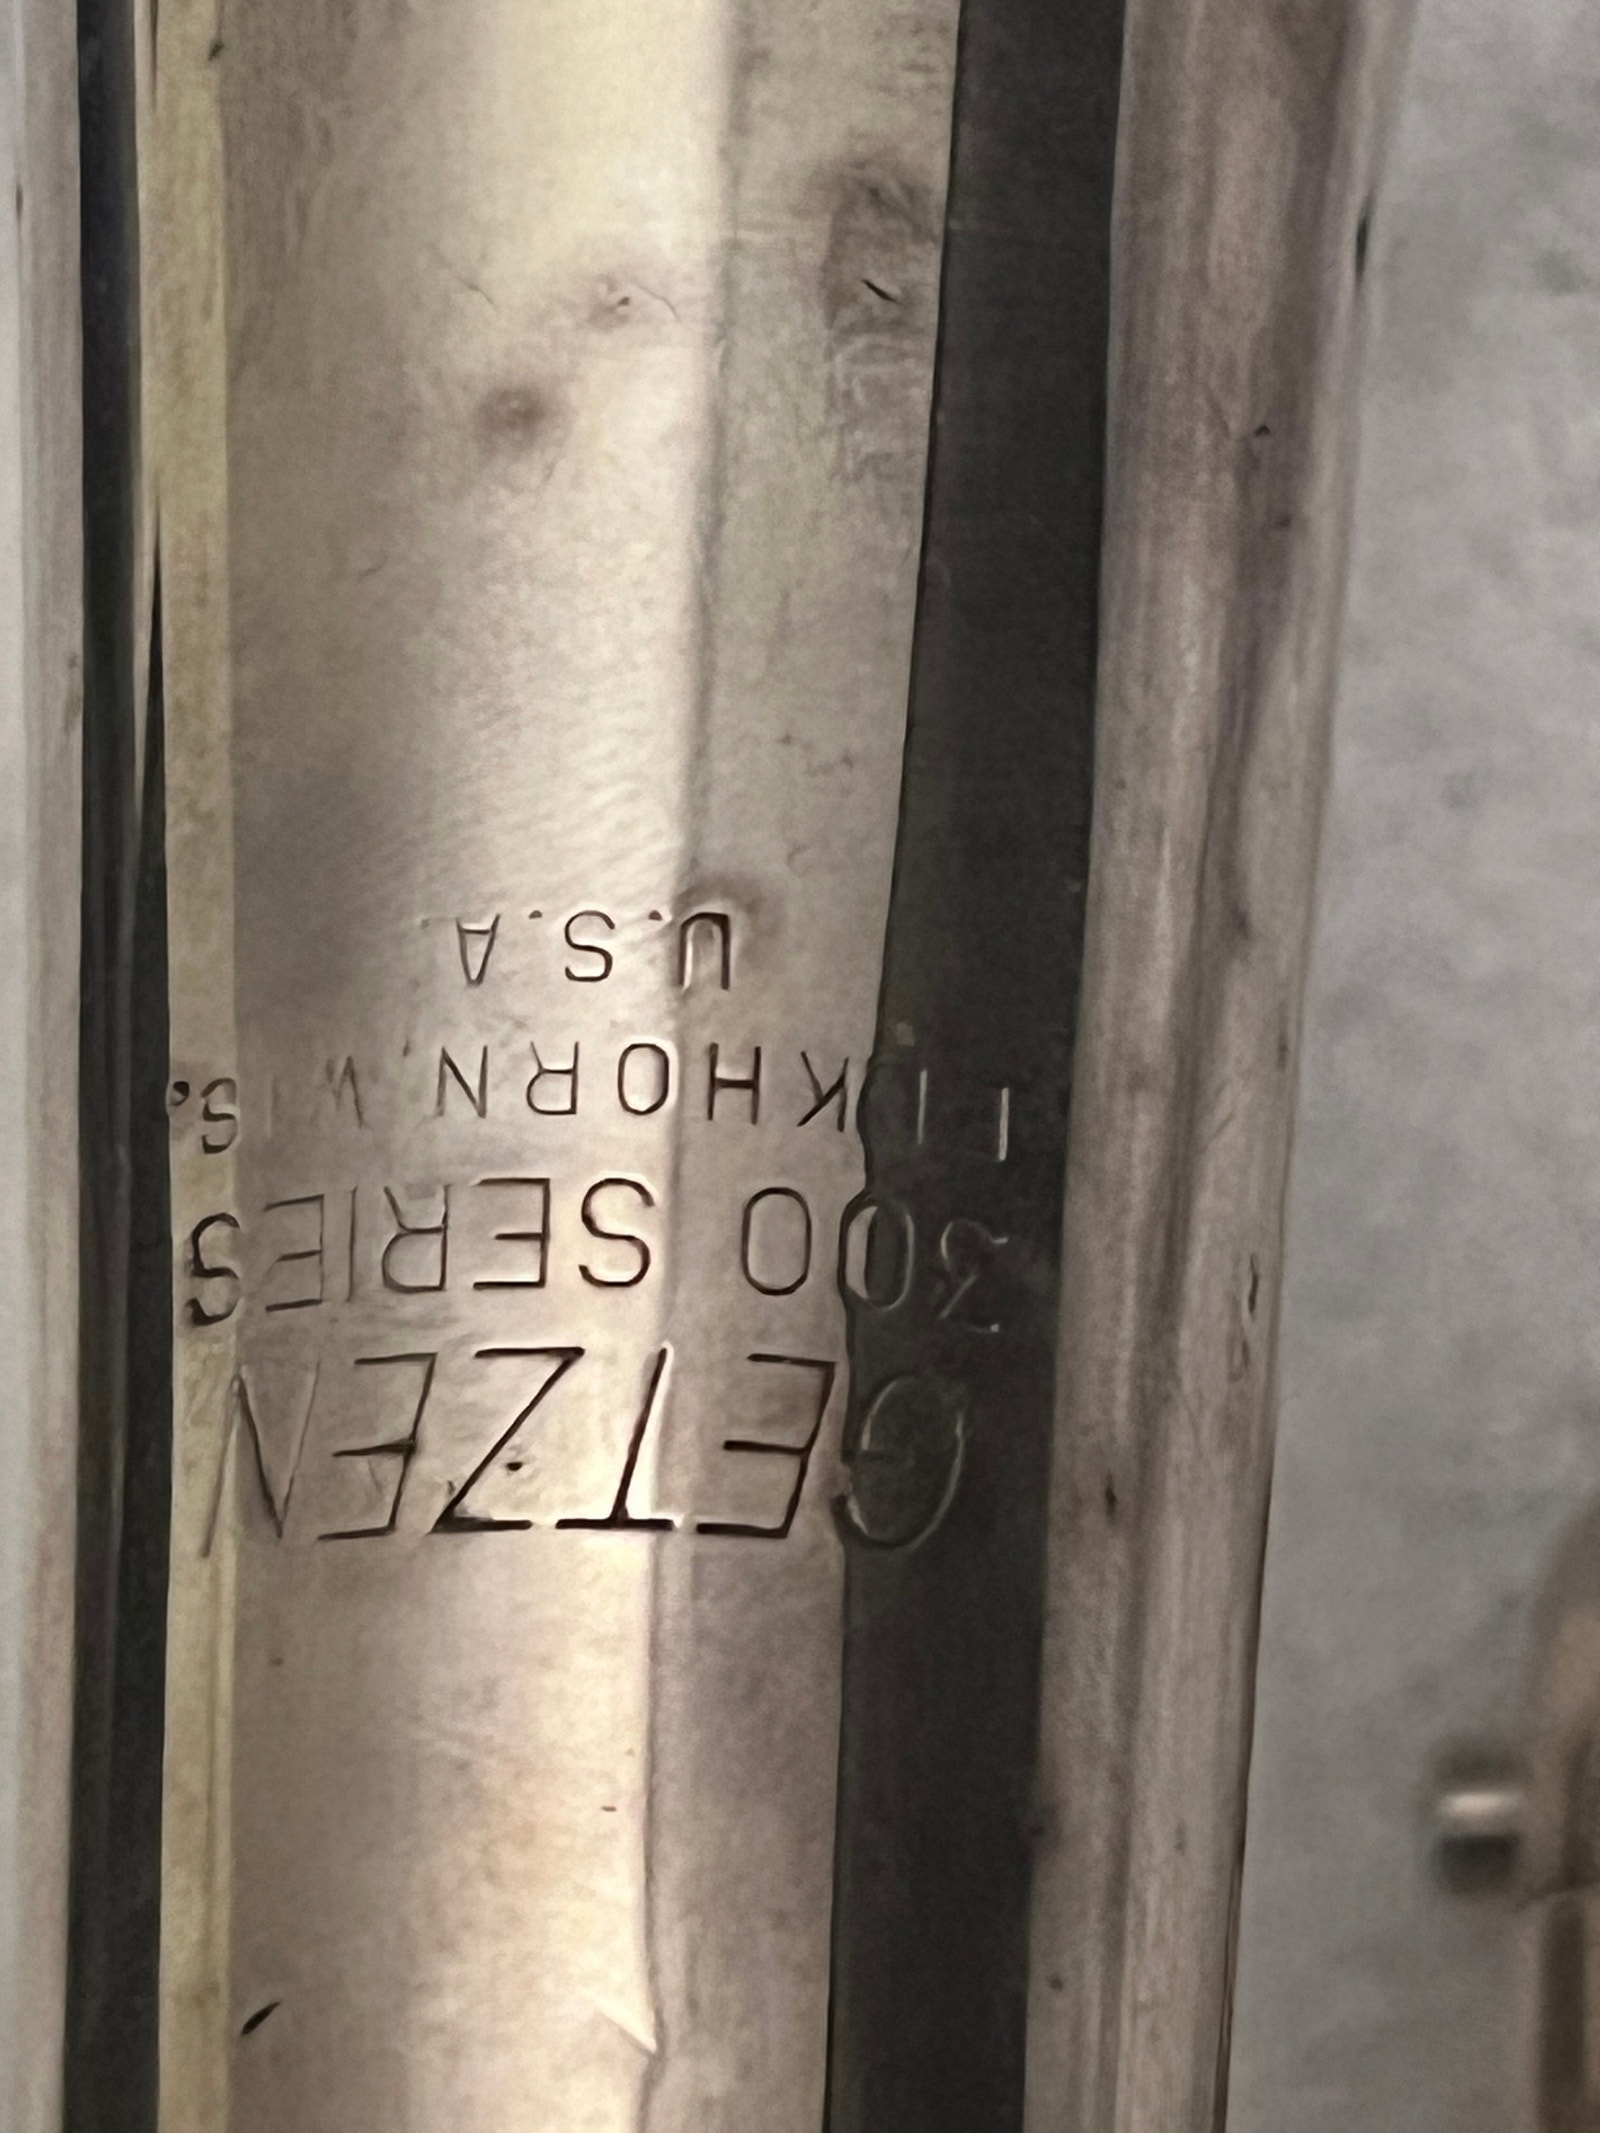 GETZEN
300 SERIES
ELKHORN WIS.
U.S.A.